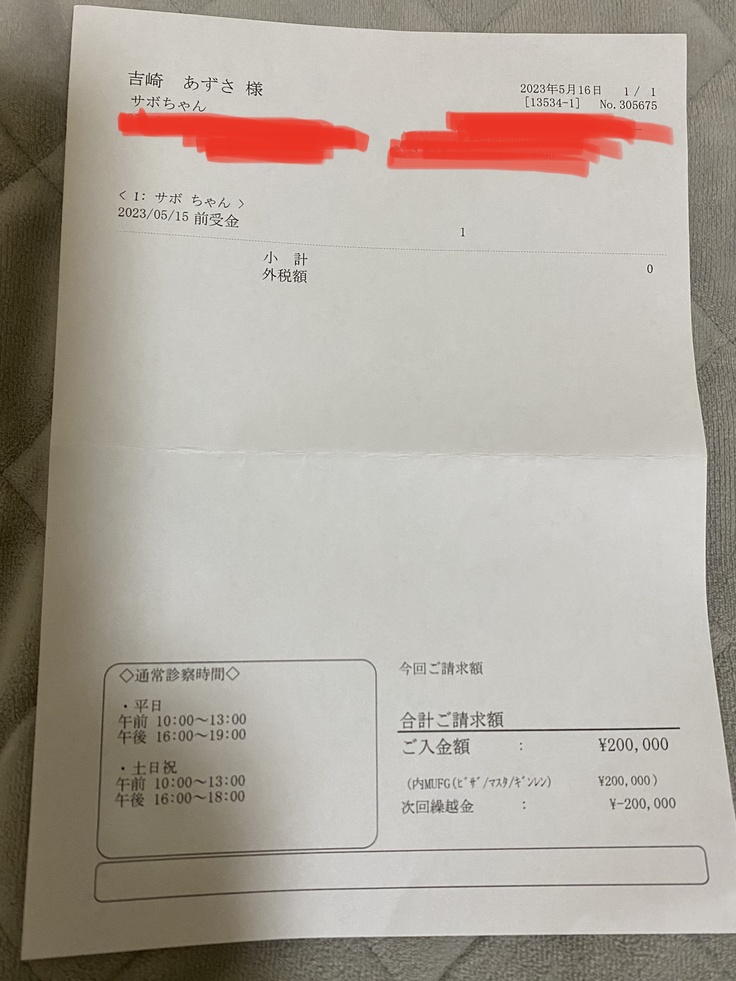 吉崎　あずさ 様
サボちゃん
2023年5月16日　1 / 1
[13534-1]　No.305675
< 1: サボ ちゃん >
2023/05/15 前受金　1
小　計　0
外税額
◇通常診察時間◇
・平日
午前 10:00～13:00
午後 16:00～19:00
・土日祝
午前 10:00～13:00
午後 16:00～18:00
今回ご請求額
合計ご請求額
ご入金額　:　¥200,000
(内MUFG(ﾋﾞｻﾞ/ﾏｽﾀ/ｷﾞﾝﾚﾝ)　¥200,000)
次回繰越金　:　¥-200,000